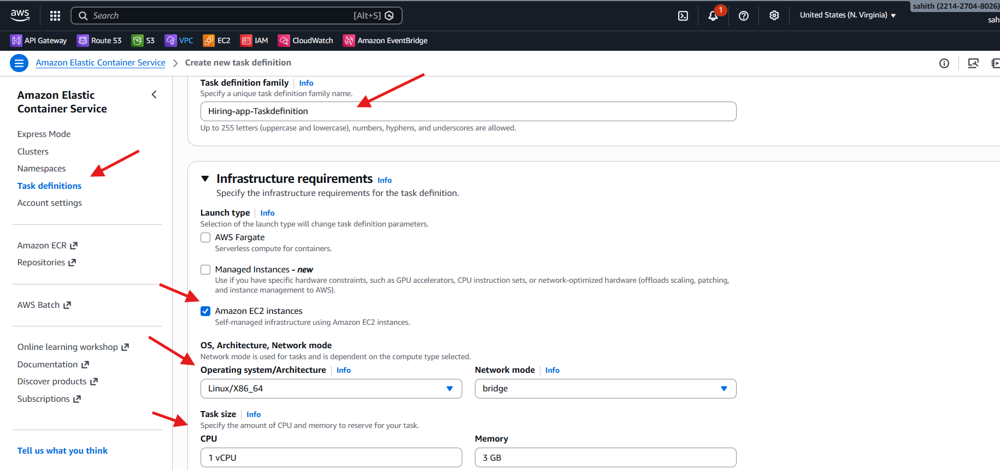 aws
Search
[Alt+S]
1
United States (N. Virginia)
sahith (2214-2704-8026)
sah
API Gateway
Route 53
S3
VPC
EC2
IAM
CloudWatch
Amazon EventBridge
Amazon Elastic Container Service
Create new task definition
Amazon Elastic
Container Service
Express Mode
Clusters
Namespaces
Task definitions
Account settings
Amazon ECR
Repositories
AWS Batch
Online learning workshop
Documentation
Discover products
Subscriptions
Tell us what you think
Task definition family
Info
Specify a unique task definition family name.
Hiring-app-Taskdefinition
Up to 255 letters (uppercase and lowercase), numbers, hyphens, and underscores are allowed.
Infrastructure requirements Info
Specify the infrastructure requirements for the task definition.
Launch type
Info
Selection of the launch type will change task definition parameters.
AWS Fargate
Serverless compute for containers.
Managed Instances - new
Use if you have specific hardware constraints, such as GPU accelerators, CPU instruction sets, or network-optimized hardware (offloads scaling, patching,
and instance management to AWS).
Amazon EC2 instances
Self-managed infrastructure using Amazon EC2 instances.
OS, Architecture, Network mode
Network mode is used for tasks and is dependent on the compute type selected.
Operating system/Architecture
Info
Network mode
Info
Linux/X86_64
bridge
Task size
Info
Specify the amount of CPU and memory to reserve for your task.
CPU
Memory
1 vCPU
3 GB